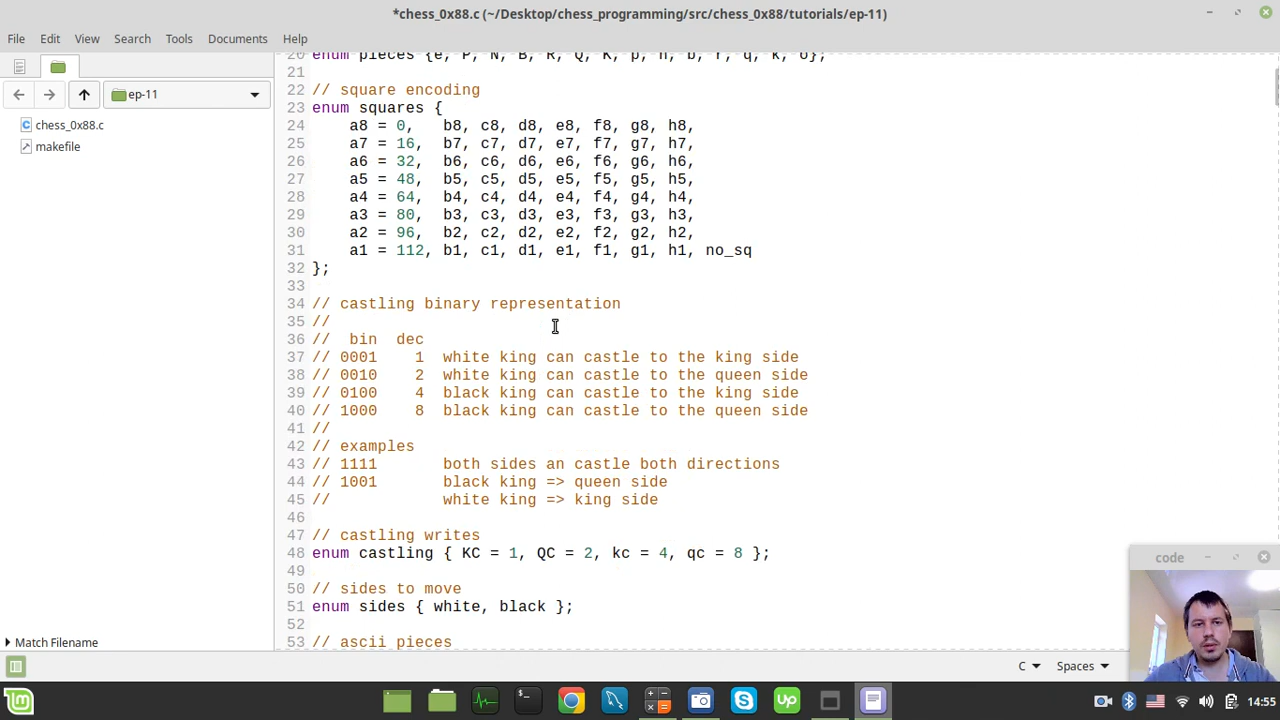 *chess_0x88.c (~/Desktop/chess_programming/src/chess_0x88/tutorials/ep-11)
File Edit View Search Tools Documents Help
ep-11
chess_0x88.c
makefile
Match Filename
20 enum pieces {e, P, N, B, R, Q, K, p, n, b, r, q, k, o};
21
22 // square encoding
23 enum squares {
24     a8 = 0,   b8, c8, d8, e8, f8, g8, h8,
25     a7 = 16,  b7, c7, d7, e7, f7, g7, h7,
26     a6 = 32,  b6, c6, d6, e6, f6, g6, h6,
27     a5 = 48,  b5, c5, d5, e5, f5, g5, h5,
28     a4 = 64,  b4, c4, d4, e4, f4, g4, h4,
29     a3 = 80,  b3, c3, d3, e3, f3, g3, h3,
30     a2 = 96,  b2, c2, d2, e2, f2, g2, h2,
31     a1 = 112, b1, c1, d1, e1, f1, g1, h1, no_sq
32 };
33
34 // castling binary representation
35 //
36 //  bin  dec
37 // 0001    1  white king can castle to the king side
38 // 0010    2  white king can castle to the queen side
39 // 0100    4  black king can castle to the king side
40 // 1000    8  black king can castle to the queen side
41 //
42 // examples
43 // 1111       both sides an castle both directions
44 // 1001       black king => queen side
45 //            white king => king side
46
47 // castling writes
48 enum castling { KC = 1, QC = 2, kc = 4, qc = 8 };
49
50 // sides to move
51 enum sides { white, black };
52
53 // ascii pieces
code
C Spaces
14:55